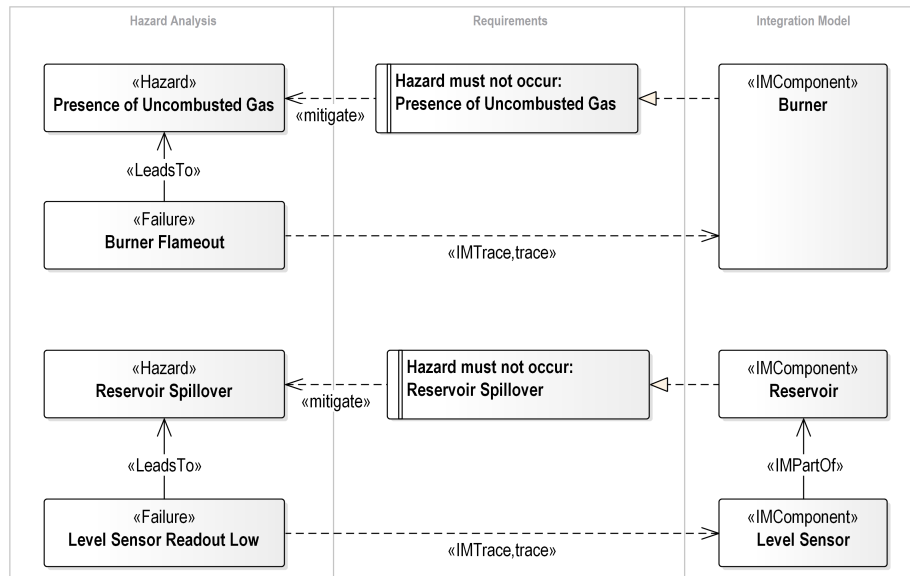 Hazard Analysis
Requirements
Integration Model
«Hazard»
Presence of Uncombusted Gas
«mitigate»
Hazard must not occur:
Presence of Uncombusted Gas
«IMComponent»
Burner
«LeadsTo»
«Failure»
Burner Flameout
«IMTrace,trace»
«Hazard»
Reservoir Spillover
«mitigate»
Hazard must not occur:
Reservoir Spillover
«IMComponent»
Reservoir
«LeadsTo»
«IMPartOf»
«Failure»
Level Sensor Readout Low
«IMTrace,trace»
«IMComponent»
Level Sensor